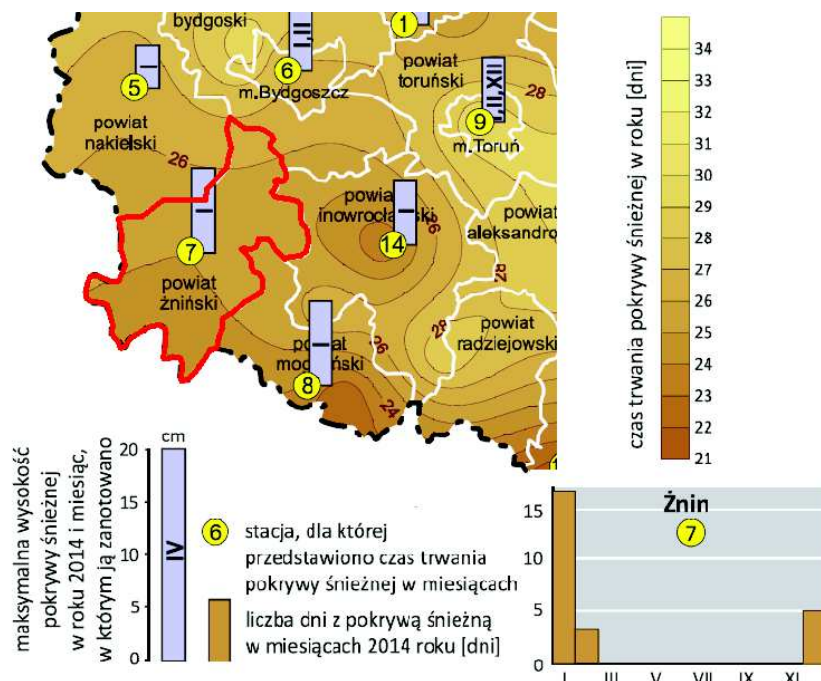 bydgoski
II,I
1
5
I
6
m.Bydgoszcz
powiat
toruński
9
m.Toruń
28
powiat
nakielski
26
7
I
powiat
żniński
powiat
inowrocławski
14
I
26
powiat
aleksandro
28
28
powiat
radziejowski
26
powiat
8
I
24
czas trwania pokrywy śnieżnej w roku [dni]
34
33
32
31
30
29
28
27
26
25
24
23
22
21
maksymalna wysokość
pokrywy śnieżnej
w roku 2014 i miesiąc,
w którym ją zanotowano
cm
20
15
10
5
0
IV
6
stacja, dla której
przedstawiono czas trwania
pokrywy śnieżnej w miesiącach
liczba dni z pokrywą śnieżną
w miesiącach 2014 roku [dni]
Żnin
7
15
10
5
0
I III V VII IX XI